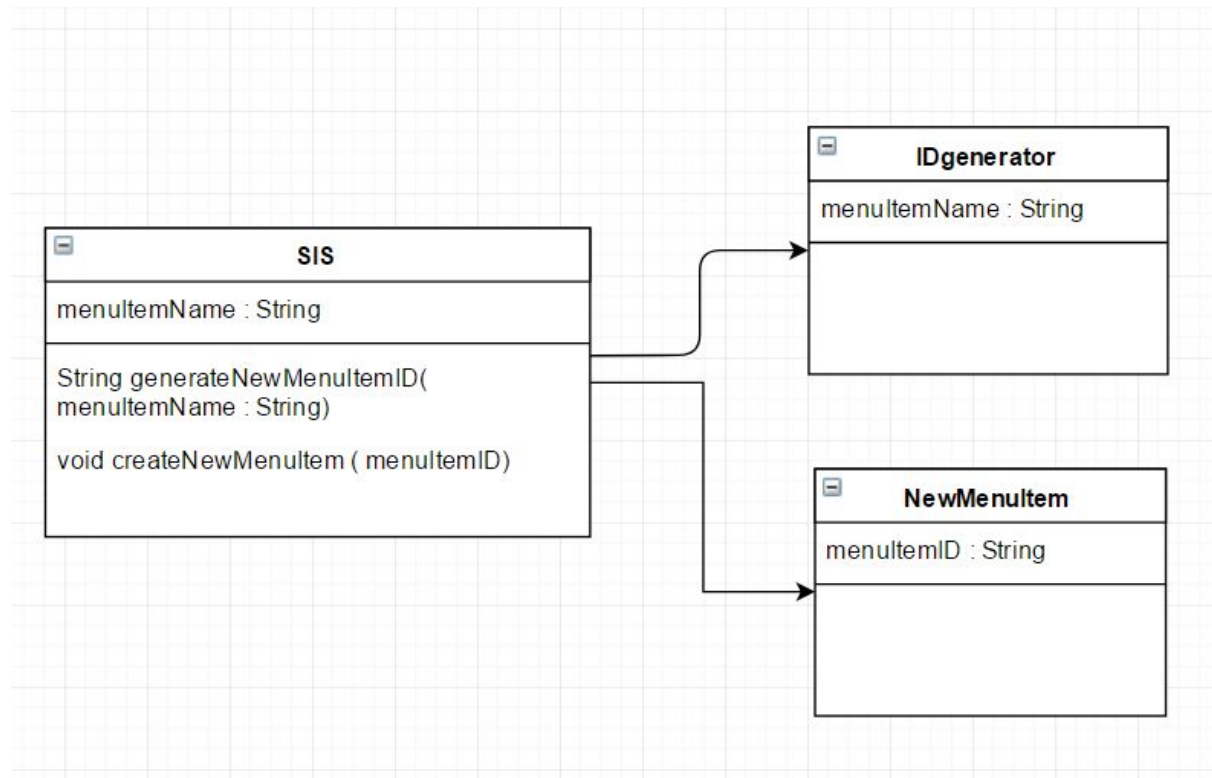 IDgenerator
menuItemName : String
SIS
menuItemName : String
String generateNewMenuItemID(
menuItemName : String)
void createNewMenuItem ( menuItemID)
NewMenuItem
menuItemID : String